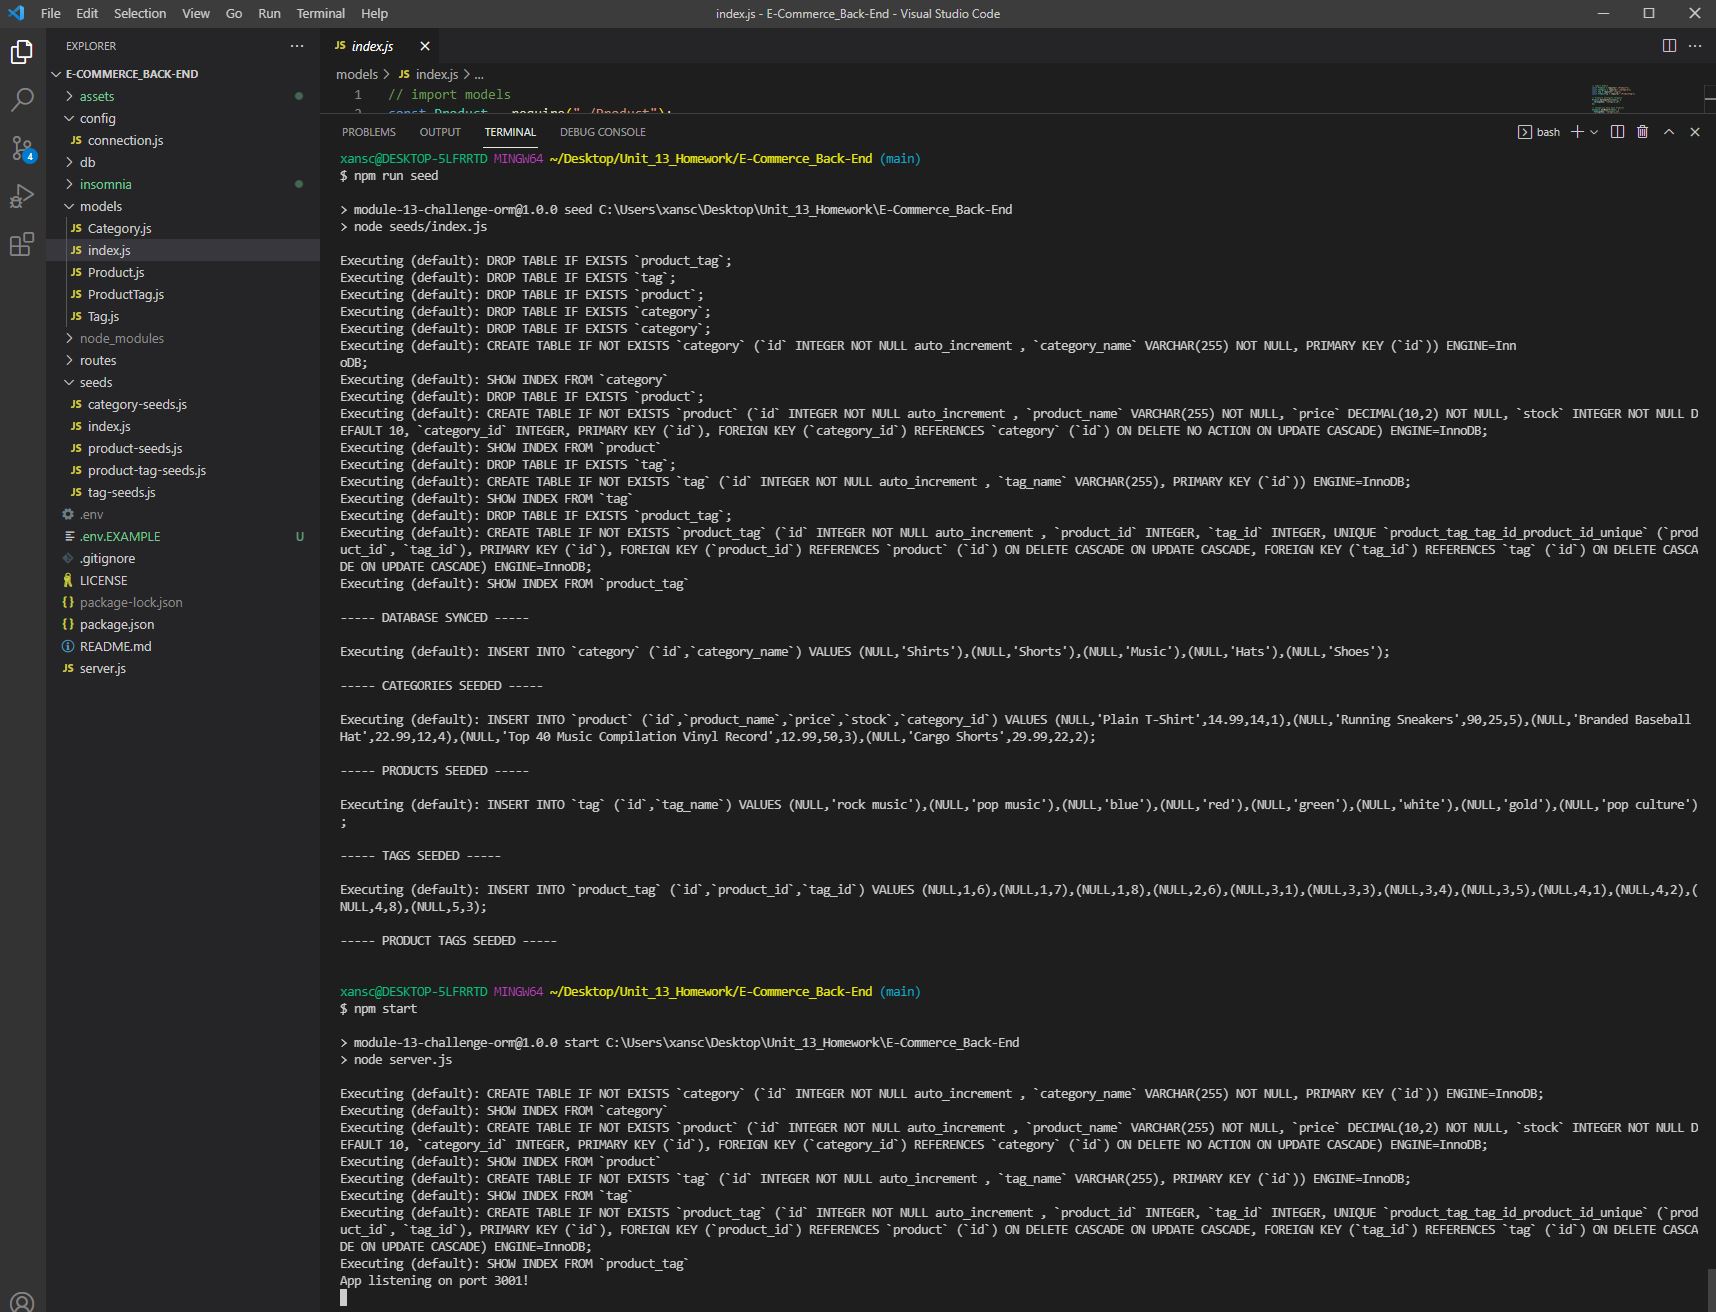 File Edit Selection View Go Run Terminal Help
index.js - E-Commerce_Back-End - Visual Studio Code
EXPLORER
E-COMMERCE_BACK-END
assets
config
JS connection.js
db
insomnia
models
JS Category.js
JS index.js
JS Product.js
JS ProductTag.js
JS Tag.js
node_modules
routes
seeds
JS category-seeds.js
JS index.js
JS product-seeds.js
JS product-tag-seeds.js
JS tag-seeds.js
.env
.env.EXAMPLE U
.gitignore
LICENSE
{} package-lock.json
{} package.json
README.md
JS server.js
4
JS index.js
models > JS index.js > ...
1 // import models
2 const Product = require("./Product");
PROBLEMS OUTPUT TERMINAL DEBUG CONSOLE
bash
xansc@DESKTOP-5LFRRTD MINGW64 ~/Desktop/Unit_13_Homework/E-Commerce_Back-End (main)
$ npm run seed
> module-13-challenge-orm@1.0.0 seed C:\Users\xansc\Desktop\Unit_13_Homework\E-Commerce_Back-End
> node seeds/index.js
Executing (default): DROP TABLE IF EXISTS `product_tag`;
Executing (default): DROP TABLE IF EXISTS `tag`;
Executing (default): DROP TABLE IF EXISTS `product`;
Executing (default): DROP TABLE IF EXISTS `category`;
Executing (default): DROP TABLE IF EXISTS `category`;
Executing (default): CREATE TABLE IF NOT EXISTS `category` (`id` INTEGER NOT NULL auto_increment , `category_name` VARCHAR(255) NOT NULL, PRIMARY KEY (`id`)) ENGINE=Inn
oDB;
Executing (default): SHOW INDEX FROM `category`
Executing (default): DROP TABLE IF EXISTS `product`;
Executing (default): CREATE TABLE IF NOT EXISTS `product` (`id` INTEGER NOT NULL auto_increment , `product_name` VARCHAR(255) NOT NULL, `price` DECIMAL(10,2) NOT NULL, `stock` INTEGER NOT NULL D
EFAULT 10, `category_id` INTEGER, PRIMARY KEY (`id`), FOREIGN KEY (`category_id`) REFERENCES `category` (`id`) ON DELETE NO ACTION ON UPDATE CASCADE) ENGINE=InnoDB;
Executing (default): SHOW INDEX FROM `product`
Executing (default): DROP TABLE IF EXISTS `tag`;
Executing (default): CREATE TABLE IF NOT EXISTS `tag` (`id` INTEGER NOT NULL auto_increment , `tag_name` VARCHAR(255), PRIMARY KEY (`id`)) ENGINE=InnoDB;
Executing (default): SHOW INDEX FROM `tag`
Executing (default): DROP TABLE IF EXISTS `product_tag`;
Executing (default): CREATE TABLE IF NOT EXISTS `product_tag` (`id` INTEGER NOT NULL auto_increment , `product_id` INTEGER, `tag_id` INTEGER, UNIQUE `product_tag_tag_id_product_id_unique` (`prod
uct_id`, `tag_id`), PRIMARY KEY (`id`), FOREIGN KEY (`product_id`) REFERENCES `product` (`id`) ON DELETE CASCADE ON UPDATE CASCADE, FOREIGN KEY (`tag_id`) REFERENCES `tag` (`id`) ON DELETE CASCA
DE ON UPDATE CASCADE) ENGINE=InnoDB;
Executing (default): SHOW INDEX FROM `product_tag`
----- DATABASE SYNCED -----
Executing (default): INSERT INTO `category` (`id`,`category_name`) VALUES (NULL,'Shirts'),(NULL,'Shorts'),(NULL,'Music'),(NULL,'Hats'),(NULL,'Shoes');
----- CATEGORIES SEEDED -----
Executing (default): INSERT INTO `product` (`id`,`product_name`,`price`,`stock`,`category_id`) VALUES (NULL,'Plain T-Shirt',14.99,14,1),(NULL,'Running Sneakers',90,25,5),(NULL,'Branded Baseball
Hat',22.99,12,4),(NULL,'Top 40 Music Compilation Vinyl Record',12.99,50,3),(NULL,'Cargo Shorts',29.99,22,2);
----- PRODUCTS SEEDED -----
Executing (default): INSERT INTO `tag` (`id`,`tag_name`) VALUES (NULL,'rock music'),(NULL,'pop music'),(NULL,'blue'),(NULL,'red'),(NULL,'green'),(NULL,'white'),(NULL,'gold'),(NULL,'pop culture')
;
----- TAGS SEEDED -----
Executing (default): INSERT INTO `product_tag` (`id`,`product_id`,`tag_id`) VALUES (NULL,1,6),(NULL,1,7),(NULL,1,8),(NULL,2,6),(NULL,3,1),(NULL,3,3),(NULL,3,4),(NULL,3,5),(NULL,4,1),(NULL,4,2),(
NULL,4,8),(NULL,5,3);
----- PRODUCT TAGS SEEDED -----
xansc@DESKTOP-5LFRRTD MINGW64 ~/Desktop/Unit_13_Homework/E-Commerce_Back-End (main)
$ npm start
> module-13-challenge-orm@1.0.0 start C:\Users\xansc\Desktop\Unit_13_Homework\E-Commerce_Back-End
> node server.js
Executing (default): CREATE TABLE IF NOT EXISTS `category` (`id` INTEGER NOT NULL auto_increment , `category_name` VARCHAR(255) NOT NULL, PRIMARY KEY (`id`)) ENGINE=InnoDB;
Executing (default): SHOW INDEX FROM `category`
Executing (default): CREATE TABLE IF NOT EXISTS `product` (`id` INTEGER NOT NULL auto_increment , `product_name` VARCHAR(255) NOT NULL, `price` DECIMAL(10,2) NOT NULL, `stock` INTEGER NOT NULL D
EFAULT 10, `category_id` INTEGER, PRIMARY KEY (`id`), FOREIGN KEY (`category_id`) REFERENCES `category` (`id`) ON DELETE NO ACTION ON UPDATE CASCADE) ENGINE=InnoDB;
Executing (default): SHOW INDEX FROM `product`
Executing (default): CREATE TABLE IF NOT EXISTS `tag` (`id` INTEGER NOT NULL auto_increment , `tag_name` VARCHAR(255), PRIMARY KEY (`id`)) ENGINE=InnoDB;
Executing (default): SHOW INDEX FROM `tag`
Executing (default): CREATE TABLE IF NOT EXISTS `product_tag` (`id` INTEGER NOT NULL auto_increment , `product_id` INTEGER, `tag_id` INTEGER, UNIQUE `product_tag_tag_id_product_id_unique` (`prod
uct_id`, `tag_id`), PRIMARY KEY (`id`), FOREIGN KEY (`product_id`) REFERENCES `product` (`id`) ON DELETE CASCADE ON UPDATE CASCADE, FOREIGN KEY (`tag_id`) REFERENCES `tag` (`id`) ON DELETE CASCA
DE ON UPDATE CASCADE) ENGINE=InnoDB;
Executing (default): SHOW INDEX FROM `product_tag`
App listening on port 3001!